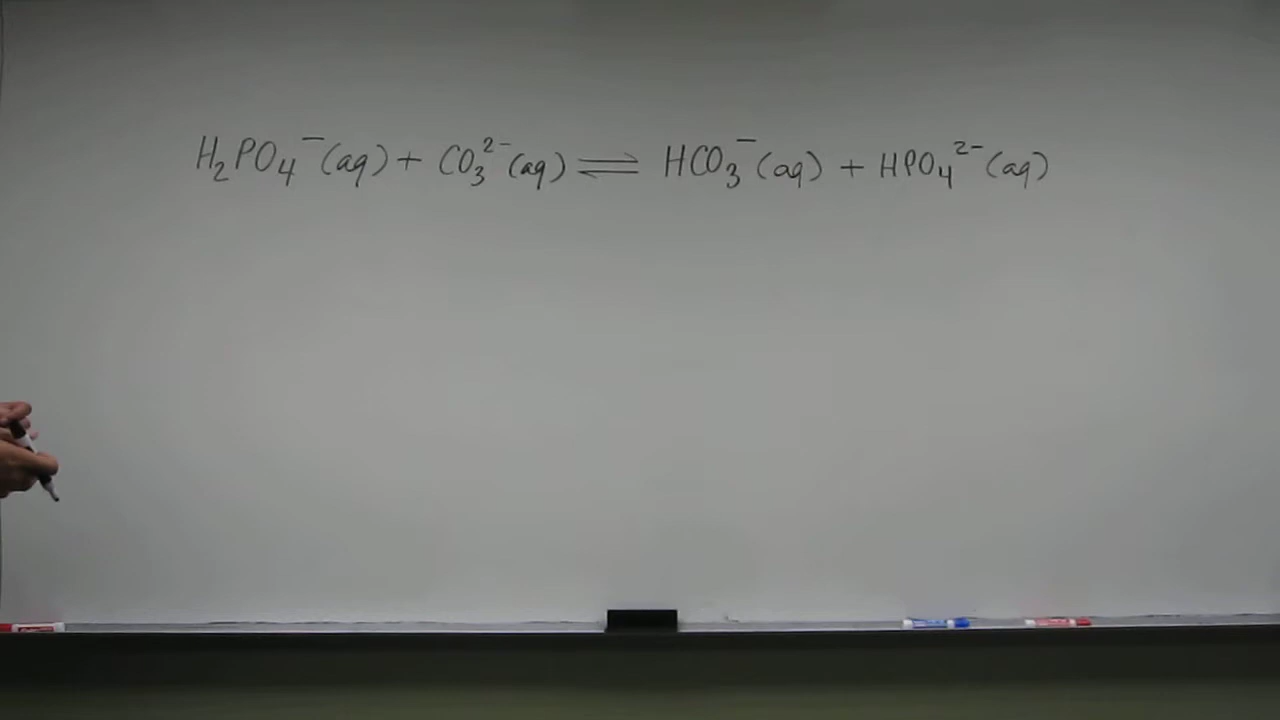 H₂PO₄⁻(aq) + CO₃²⁻(aq) ⇌ HCO₃⁻(aq) + HPO₄²⁻(aq)